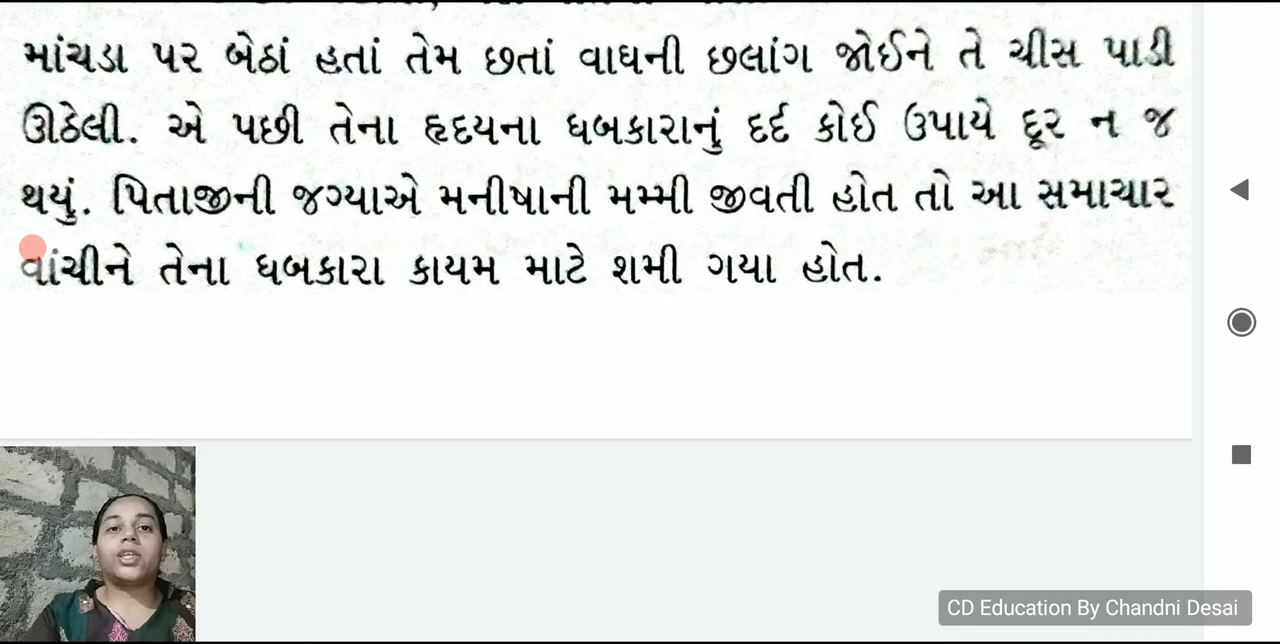 માંચડા પર બેઠાં હતાં તેમ છતાં વાઘની છલાંગ જોઈને તે ચીસ પાડી
ઊઠેલી. એ પછી તેના હૃદયના ધબકારાનું દર્દ કોઈ ઉપાયે દૂર ન જ
થયું. પિતાજીની જગ્યાએ મનીષાની મમ્મી જીવતી હોત તો આ સમાચાર
વાંચીને તેના ધબકારા કાયમ માટે શમી ગયા હોત.
CD Education By Chandni Desai